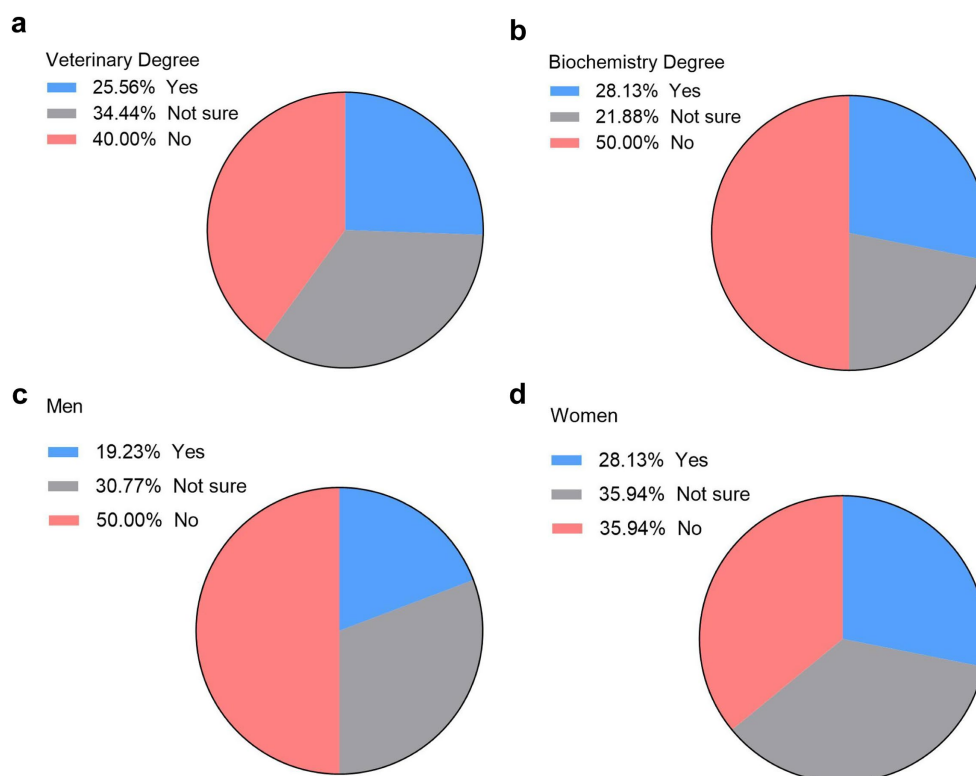 a
Veterinary Degree
25.56% Yes
34.44% Not sure
40.00% No
b
Biochemistry Degree
28.13% Yes
21.88% Not sure
50.00% No
c
Men
19.23% Yes
30.77% Not sure
50.00% No
d
Women
28.13% Yes
35.94% Not sure
35.94% No